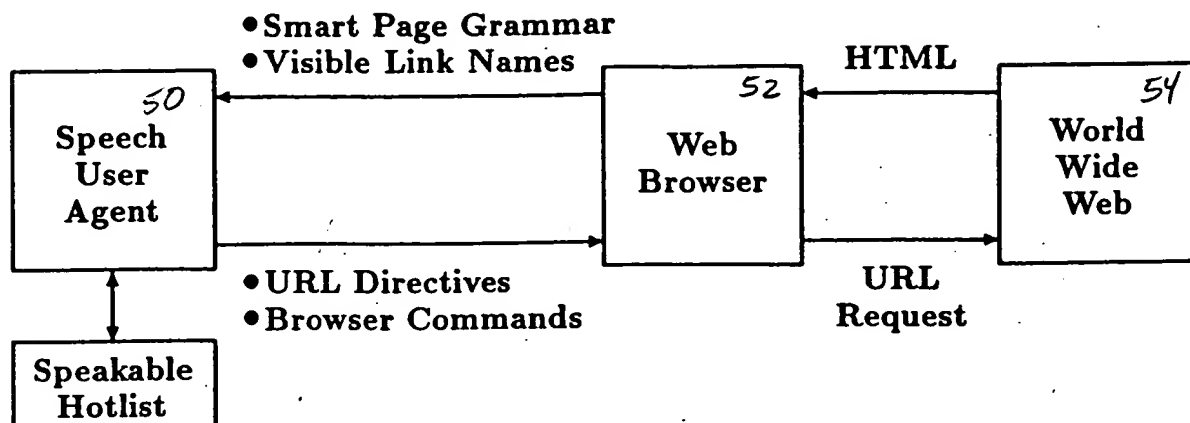 ● Smart Page Grammar
● Visible Link Names
HTML
50
Speech
User
Agent
52
Web
Browser
54
World
Wide
Web
● URL Directives
● Browser Commands
URL
Request
Speakable
Hotlist